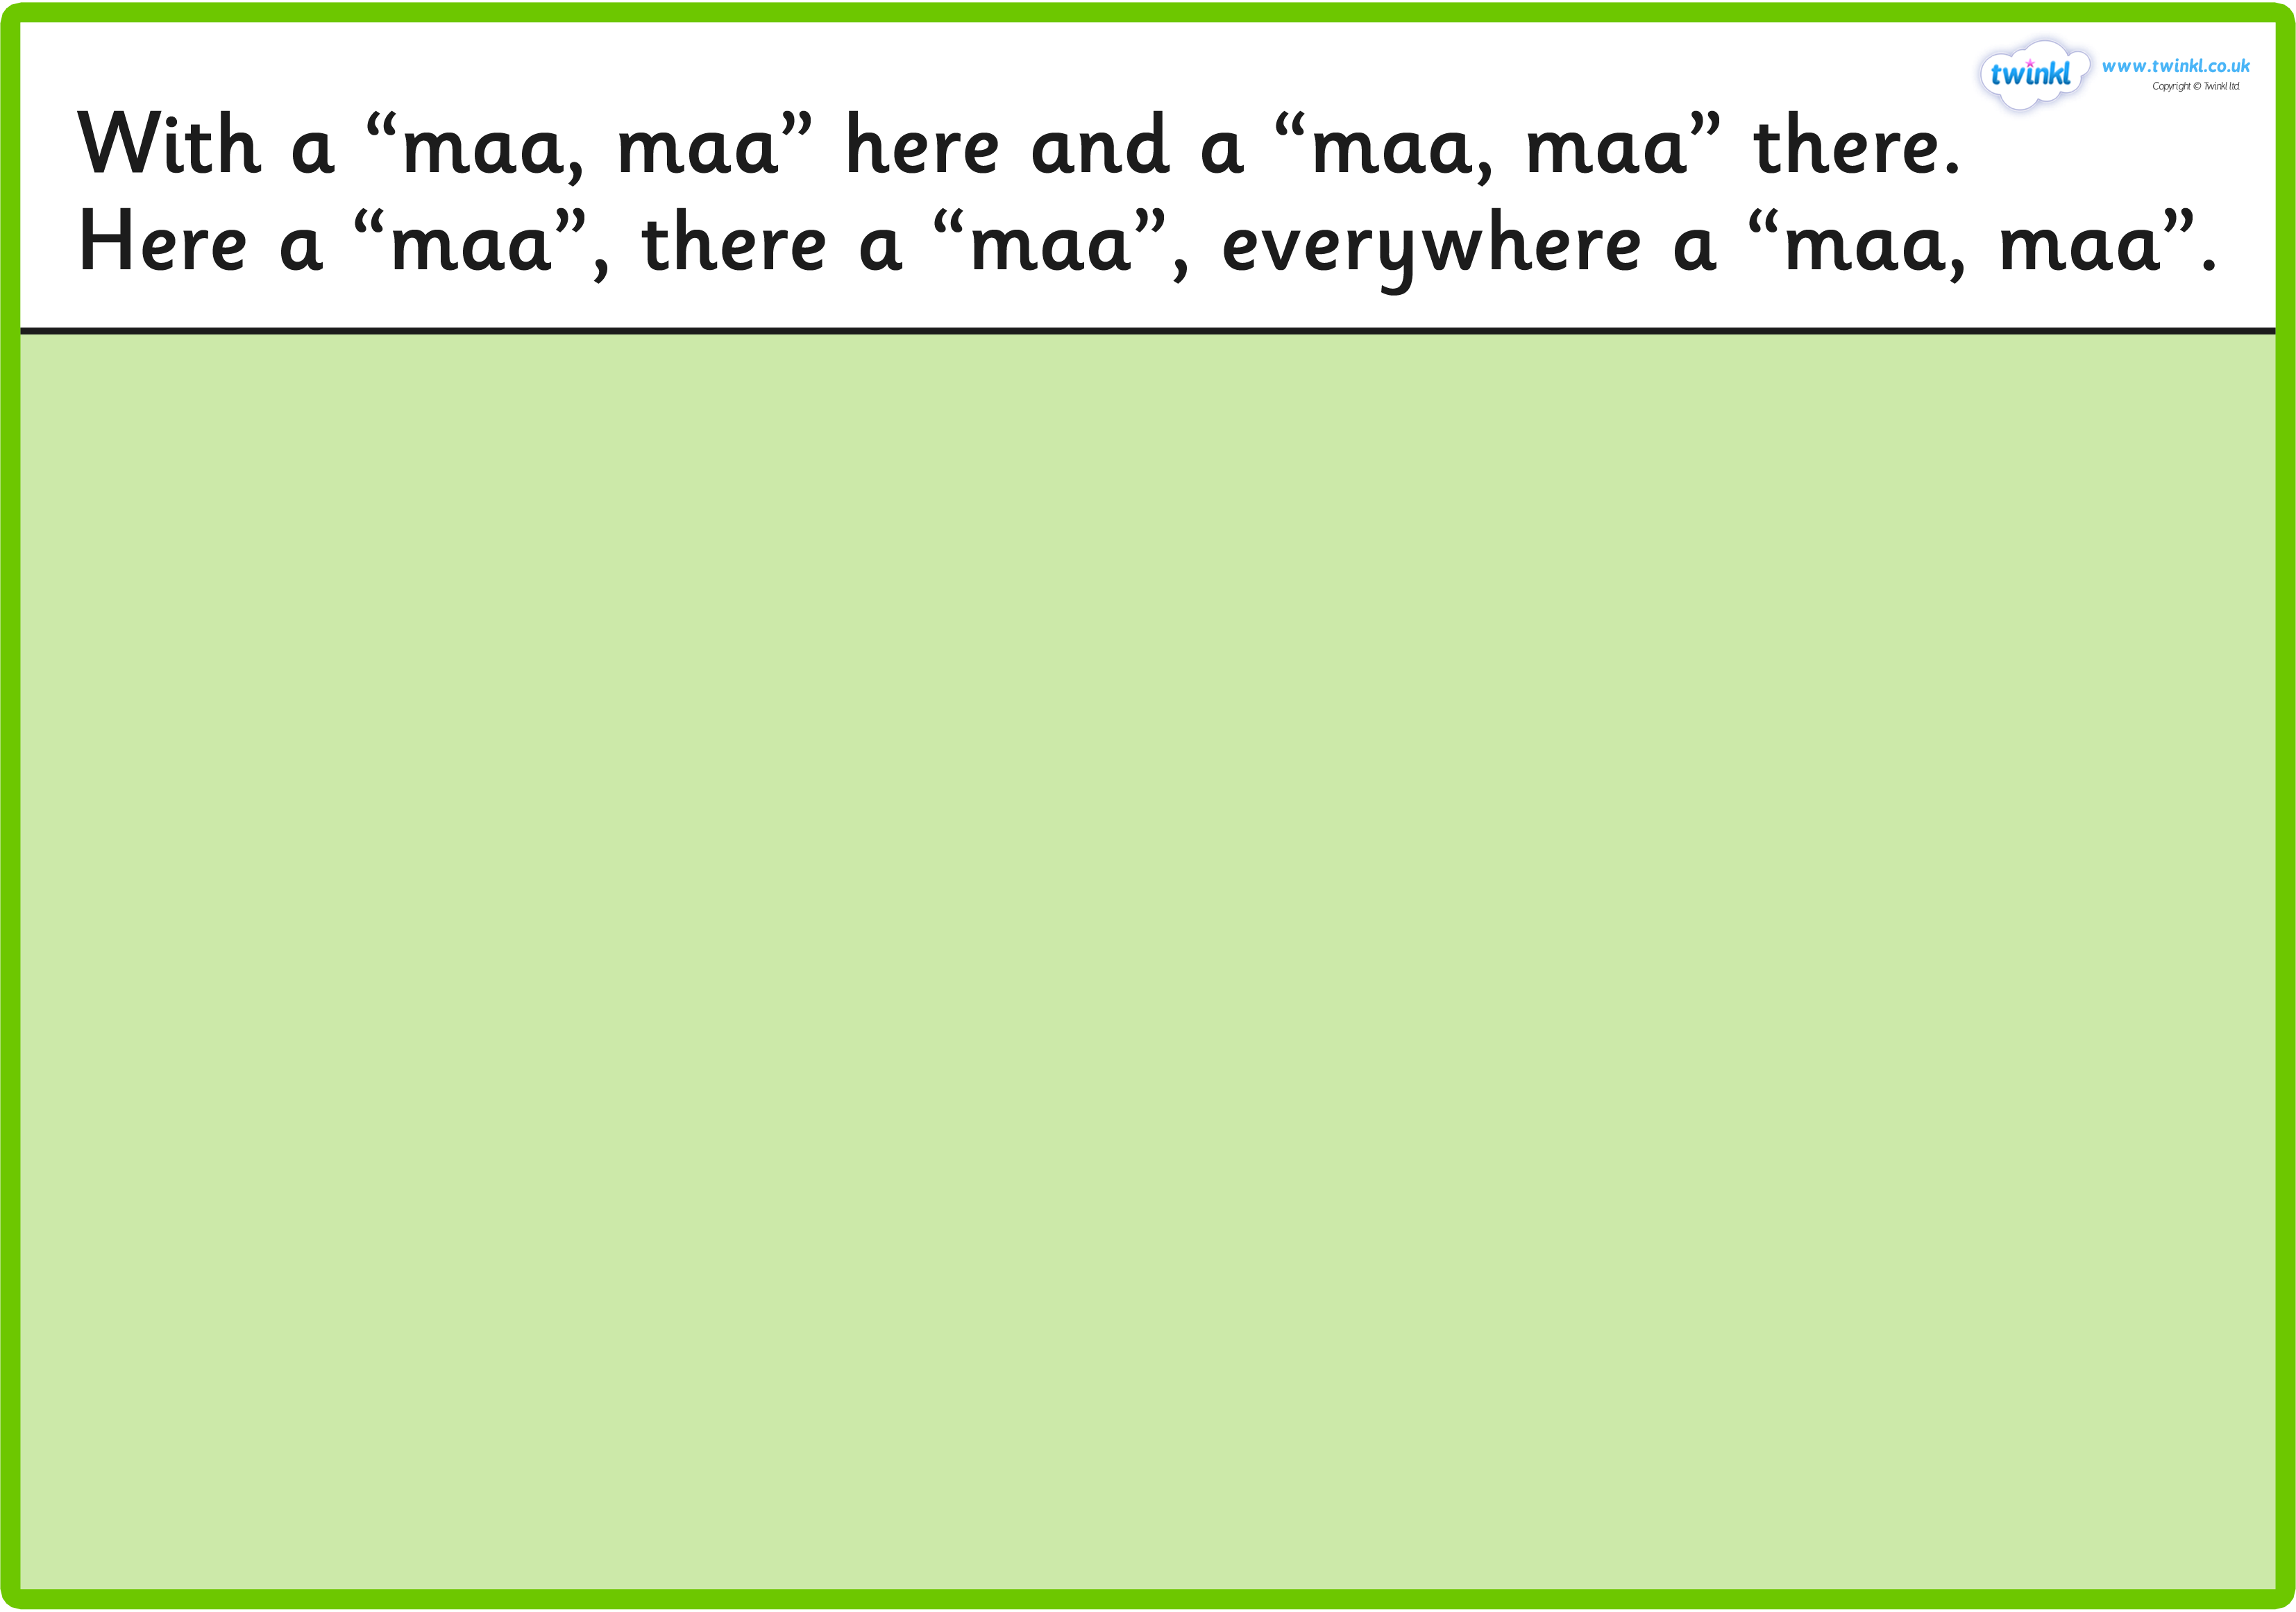 twinkl www.twinkl.co.uk
Copyright © Twinkl ltd.
With a “maa, maa” here and a “maa, maa” there.
Here a “maa”, there a “maa”, everywhere a “maa, maa”.